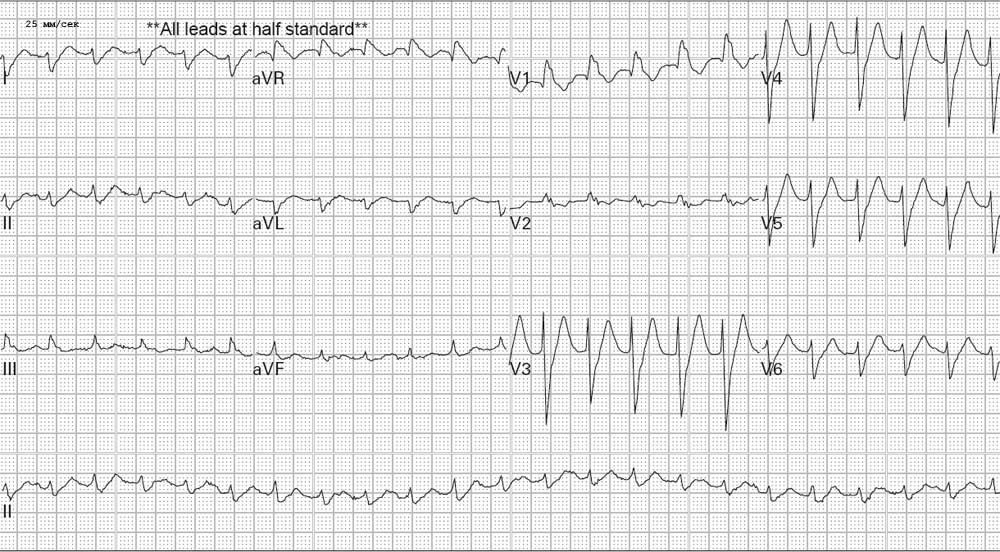 25 мм/сек
**All leads at half standard**
I
aVR
V1
V4
II
aVL
V2
V5
III
aVF
V3
V6
II